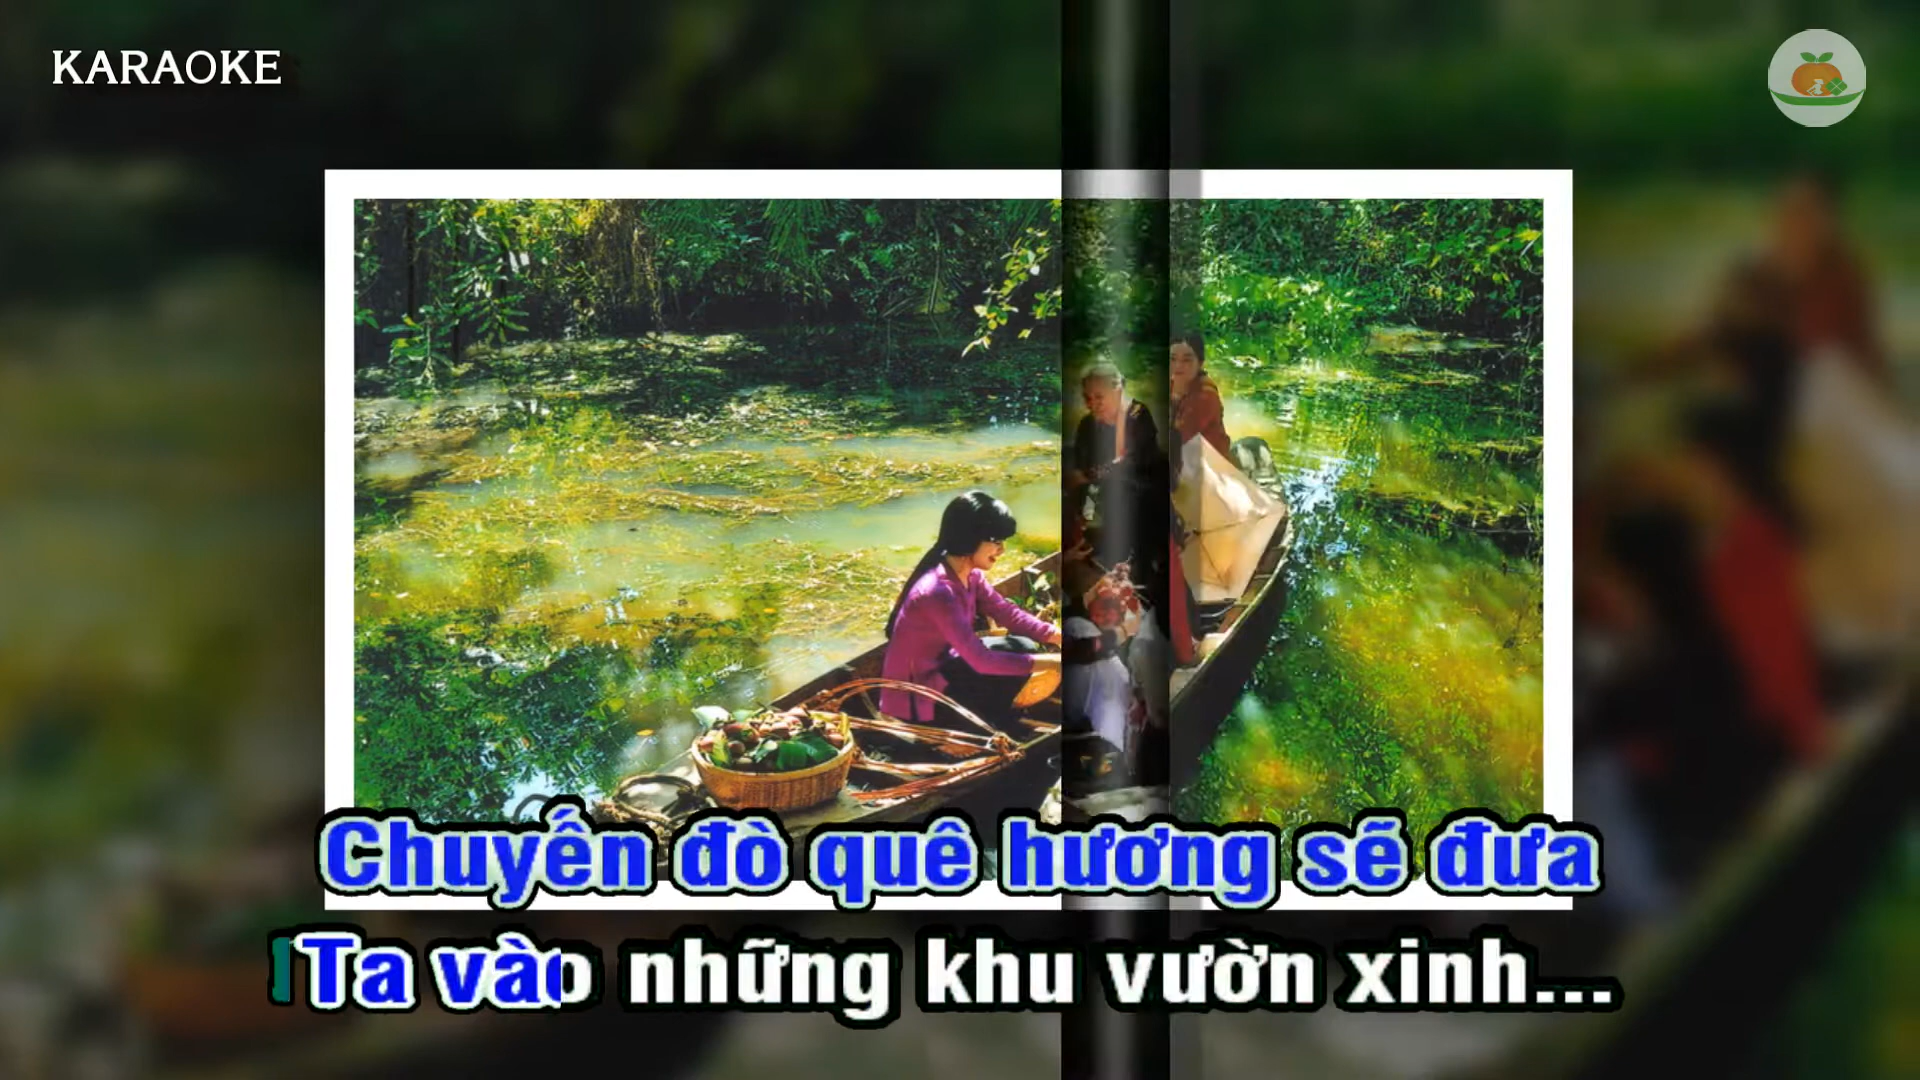 KARAOKE
Chuyến đò quê hương sẽ đưa
Ta vào những khu vườn xinh...